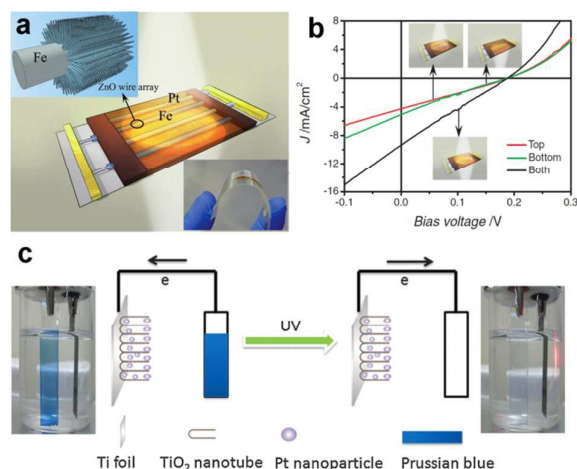 a
Fe
ZnO wire array
Pt
Fe
b
J /mA/cm²
8
4
0
-4
-8
-12
-16
-0.1
0.0
0.1
0.2
0.3
Bias voltage /V
Top
Bottom
Both
c
e
UV
e
Ti foil
TiO₂ nanotube
Pt nanoparticle
Prussian blue